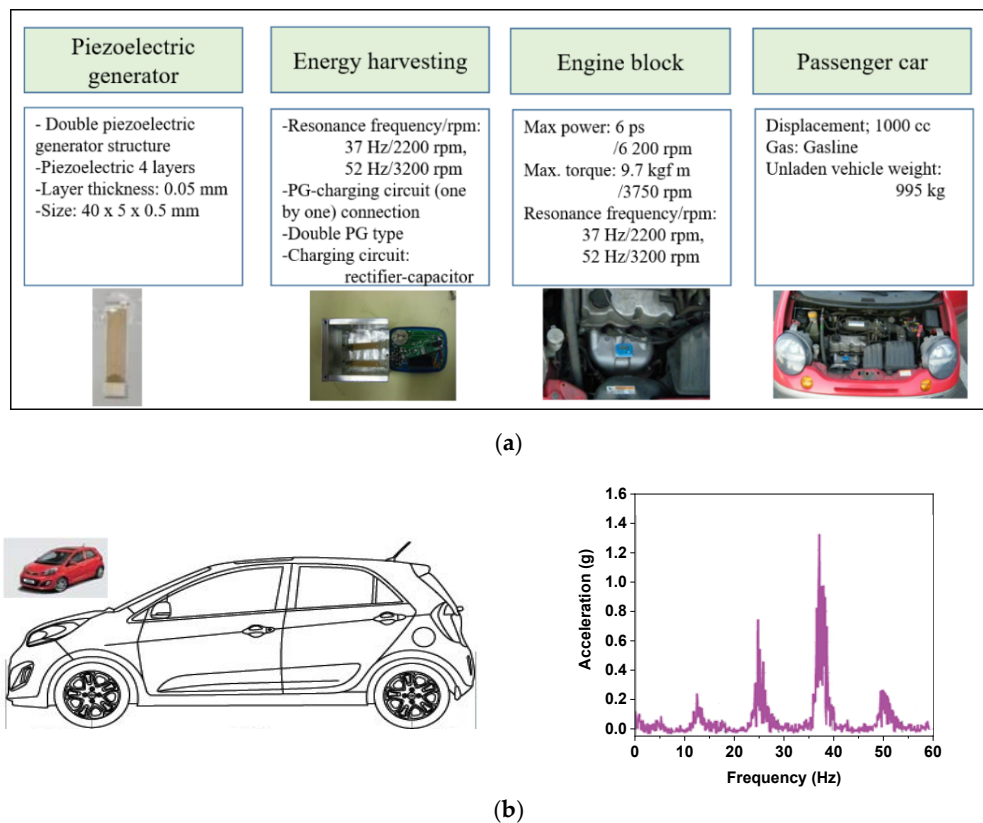 Piezoelectric
generator
Energy harvesting
Engine block
Passenger car
- Double piezoelectric
generator structure
-Piezoelectric 4 layers
-Layer thickness: 0.05 mm
-Size: 40 x 5 x 0.5 mm
-Resonance frequency/rpm:
37 Hz/2200 rpm,
52 Hz/3200 rpm
-PG-charging circuit (one
by one) connection
-Double PG type
-Charging circuit:
rectifier-capacitor
Max power: 6 ps
/6 200 rpm
Max. torque: 9.7 kgf m
/3750 rpm
Resonance frequency/rpm:
37 Hz/2200 rpm,
52 Hz/3200 rpm
Displacement; 1000 cc
Gas: Gasline
Unladen vehicle weight:
995 kg
(a)
1.6
1.4
1.2
1.0
0.8
0.6
0.4
0.2
0.0
Acceleration (g)
0 10 20 30 40 50 60
Frequency (Hz)
(b)